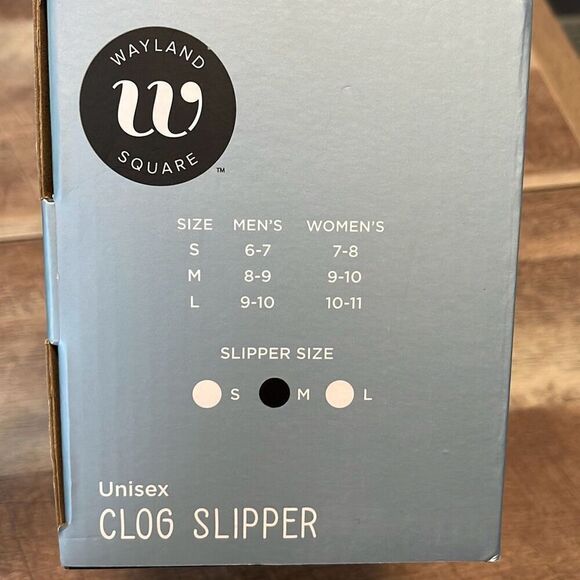 WAYLAND
w
SQUARE
™
SIZE MEN'S WOMEN'S
S 6-7 7-8
M 8-9 9-10
L 9-10 10-11
SLIPPER SIZE
S M L
Unisex
CLOG SLIPPER